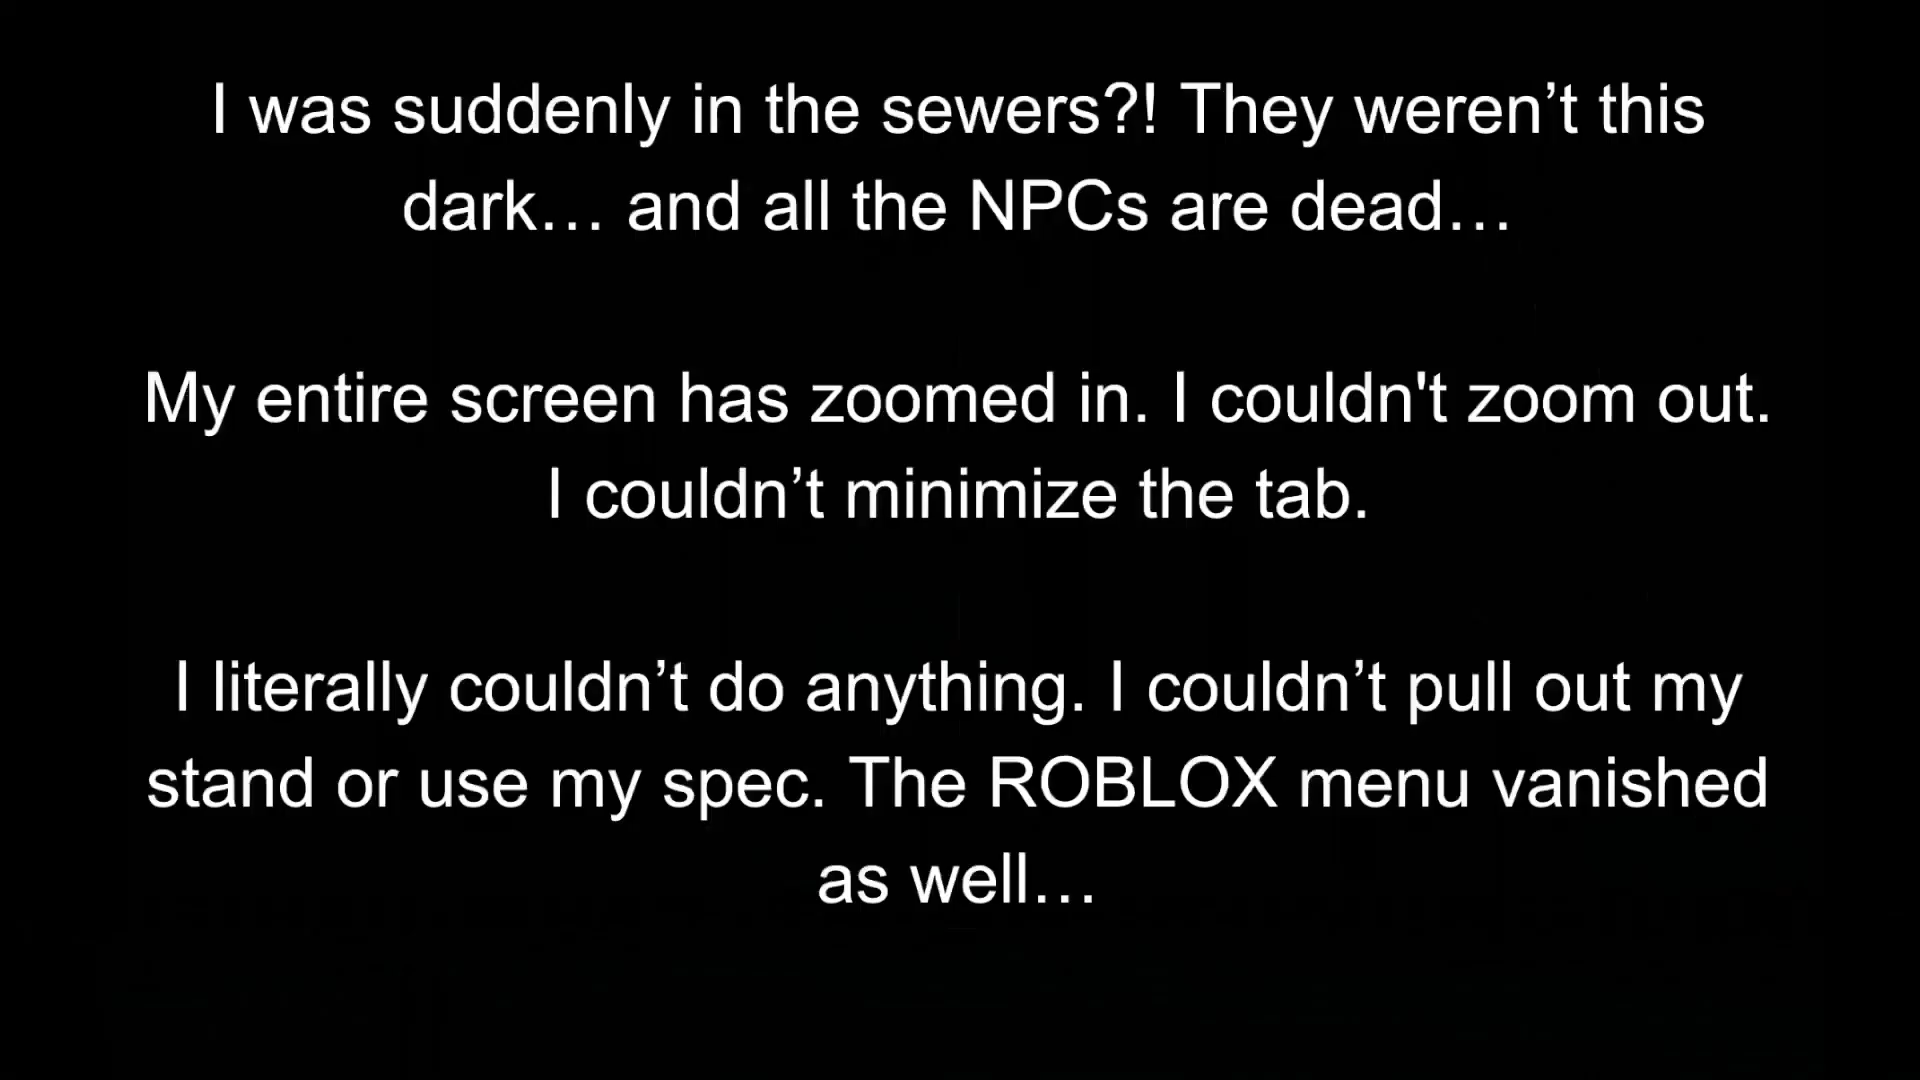 I was suddenly in the sewers?! They weren’t this
dark… and all the NPCs are dead…
My entire screen has zoomed in. I couldn't zoom out.
I couldn’t minimize the tab.
I literally couldn’t do anything. I couldn’t pull out my
stand or use my spec. The ROBLOX menu vanished
as well…